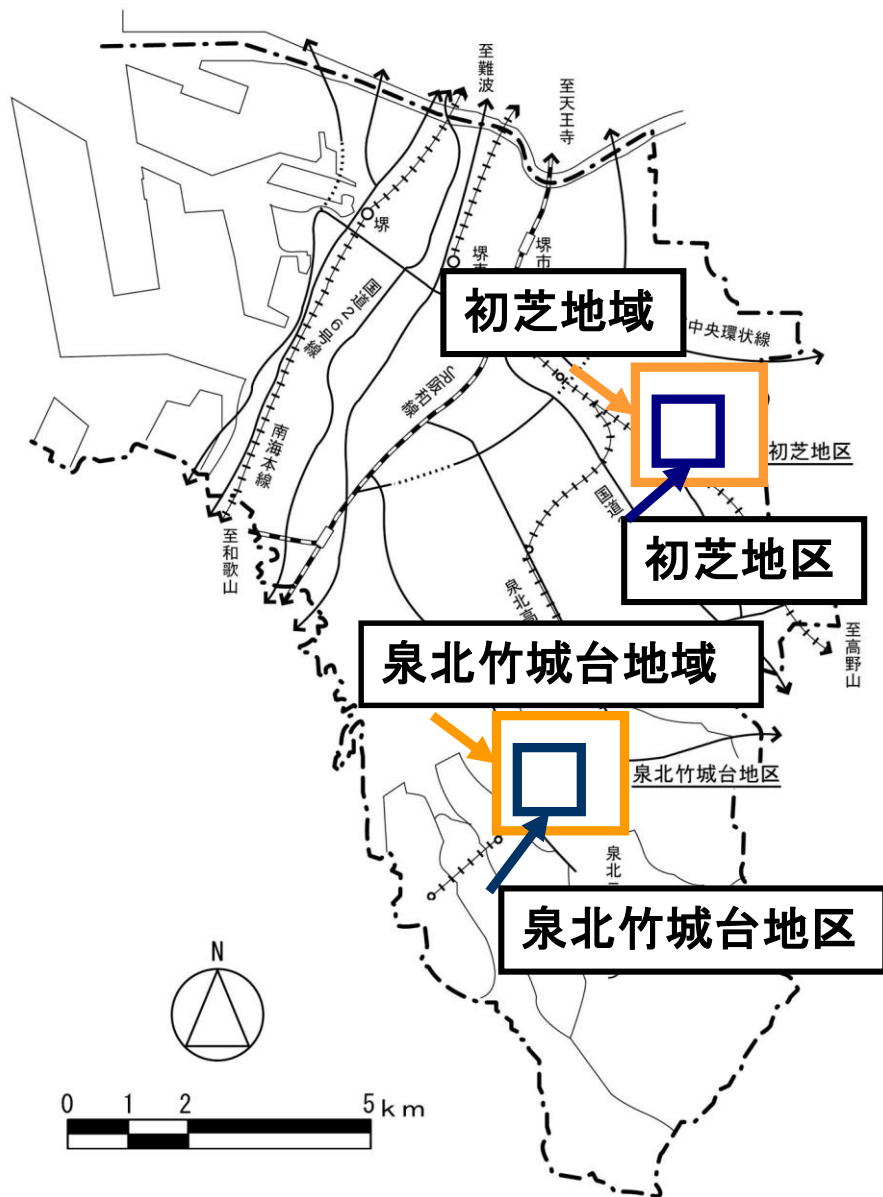 至難波
至天王寺
堺
堺東
堺市
国道26号線
初芝地域
中央環状線
JR阪和線
南海本線
初芝地区
国道
初芝地区
至和歌山
泉北高
至高野山
泉北竹城台地域
泉北竹城台地区
泉北ニ
泉北竹城台地区
N
0 1 2 5km